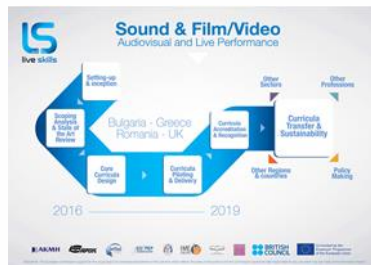 LS
live skills
Sound & Film/Video
Audiovisual and Live Performance
Setting-up
& Inception
Scoping
Analysis
& State of
the Art
Review
Bulgaria - Greece
Romania - UK
Core
Curricula
Design
Curricula
Piloting
& Delivery
Curricula
Accreditation
& Recognition
Other
Sectors
Other
Professions
Curricula
Transfer &
Sustainability
Other Regions
& countries
Policy
Making
2016
2019
AKMH
BRITISH
COUNCIL